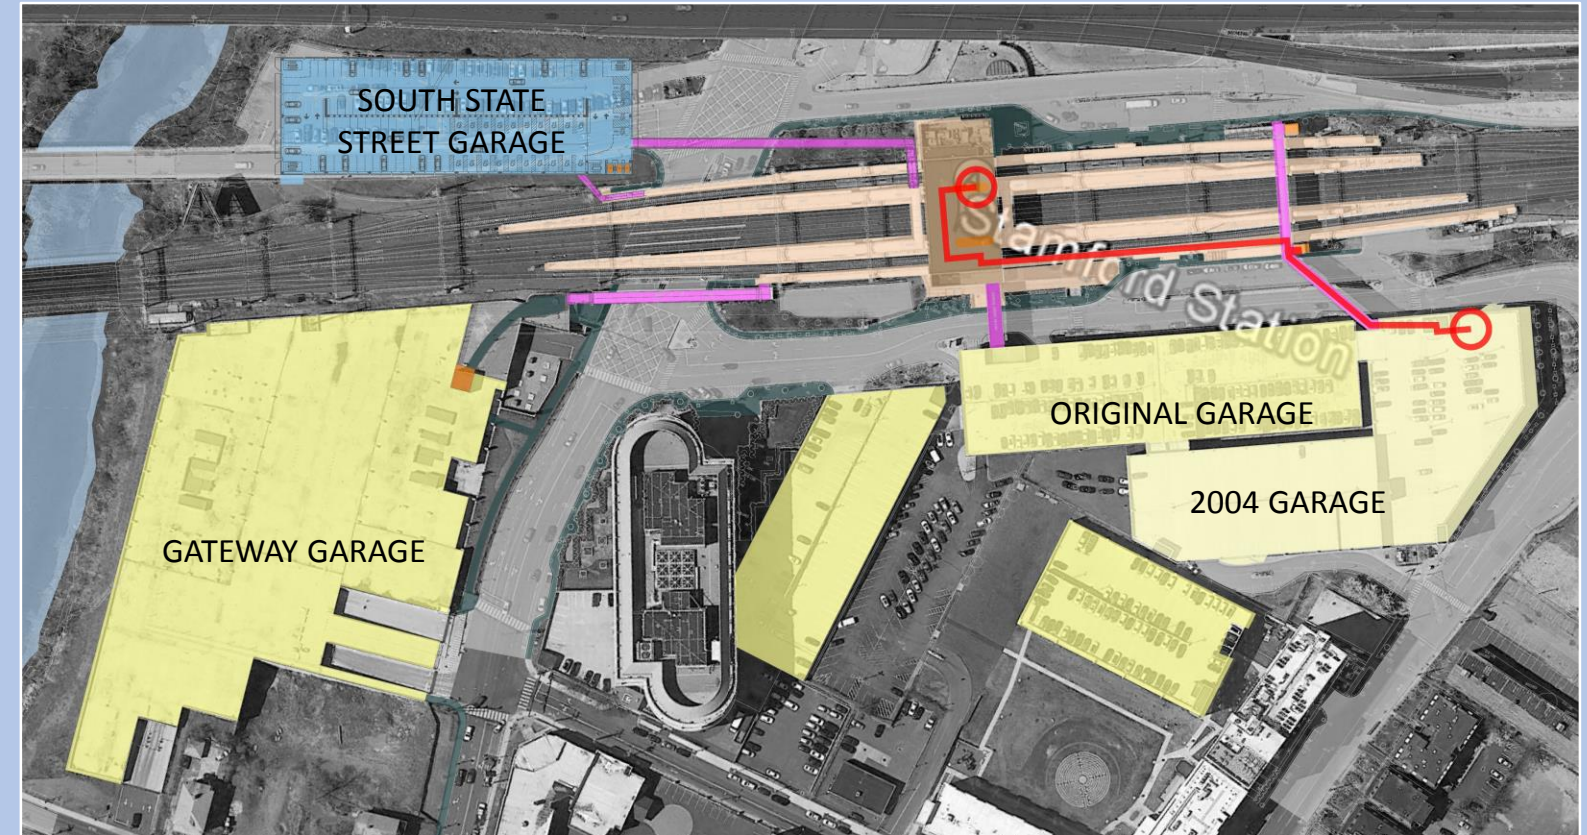 SOUTH STATE
STREET GARAGE
Stamford Station
ORIGINAL GARAGE
2004 GARAGE
GATEWAY GARAGE